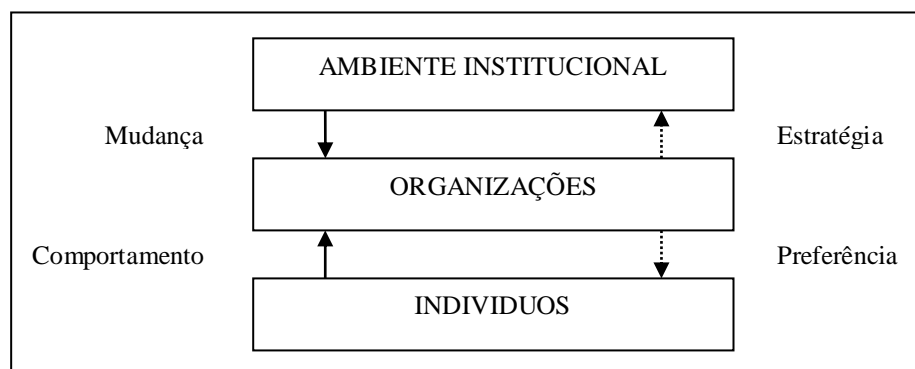 AMBIENTE INSTITUCIONAL
Mudança
Estratégia
ORGANIZAÇÕES
Comportamento
Preferência
INDIVIDUOS